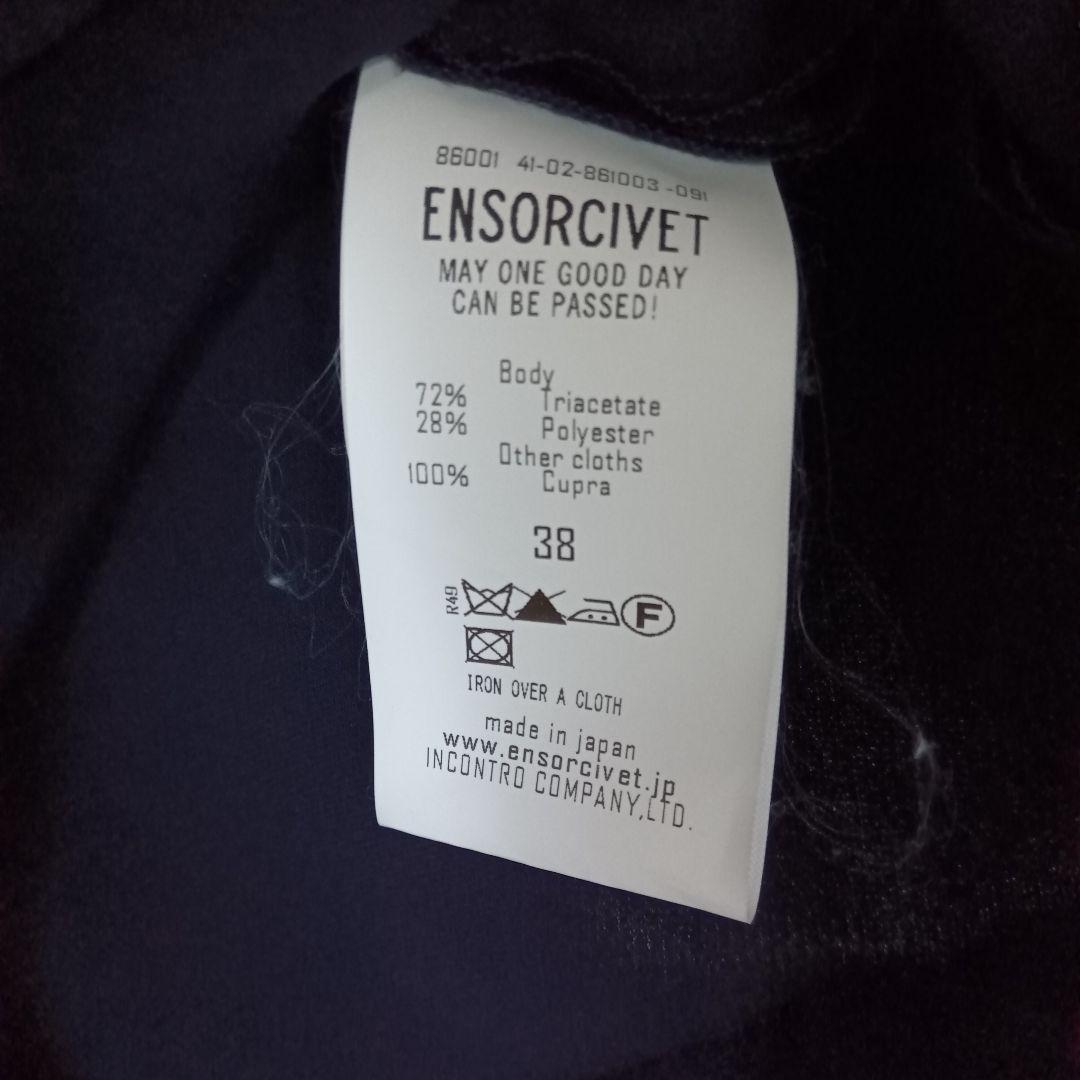 86001 41-02-861003-091
ENSORCIVET
MAY ONE GOOD DAY
CAN BE PASSED!
Body
72% Triacetate
28% Polyester
Other cloths
100% Cupra
38
R49
F
IRON OVER A CLOTH
made in japan
www.ensorcivet.jp
INCONTRO COMPANY,LTD.